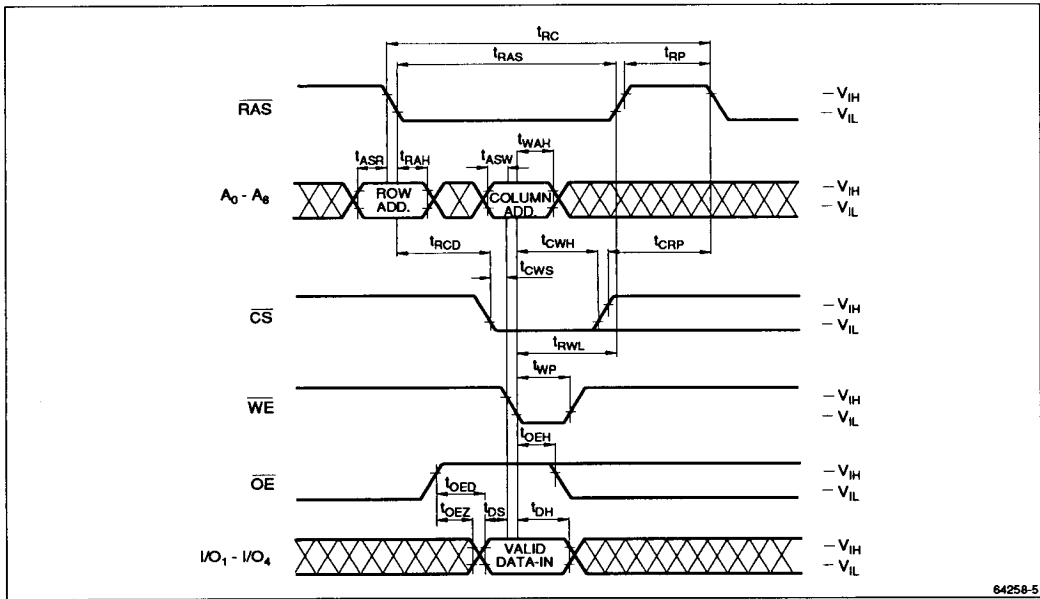 tRC
tRAS
tRP
RAS
– VIH
– VIL
tASR
tRAH
tASW
tWAH
A0 - A6
ROW
ADD.
COLUMN
ADD.
– VIH
– VIL
tRCD
tCWH
tCRP
tCWS
CS
– VIH
– VIL
tRWL
tWP
WE
– VIH
– VIL
tOEH
OE
– VIH
– VIL
tOED
tOEZ
tDS
tDH
I/O1 - I/O4
VALID
DATA-IN
– VIH
– VIL
64258-5